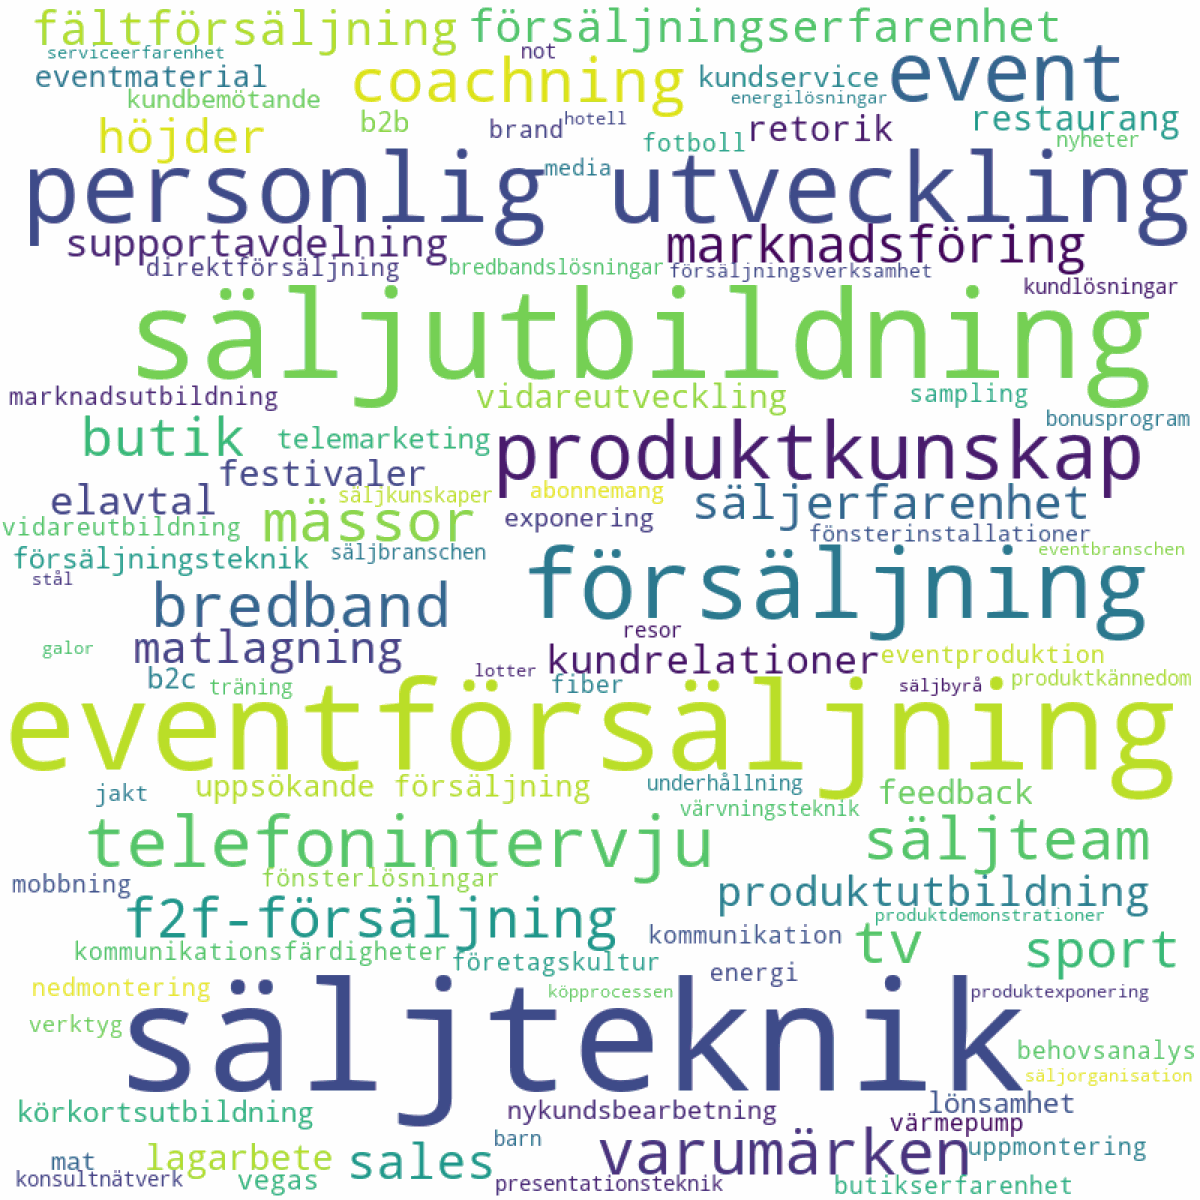 fältförsäljning försäljningserfarenhet
serviceerfarenhet not
eventmaterial coachning kundservice event
kundbemötande energilösningar
höjder b2b brand hotell fotboll retorik restaurang
nyheter
personlig utveckling
media
supportavdelning marknadsföring
direktförsäljning bredbandslösningar försäljningsverksamhet
kundlösningar
säljutbildning
marknadsutbildning vidareutveckling sampling
bonusprogram
butik telemarketing produktkunskap
festivaler
elavtal säljkunskaper abonnemang säljerfarenhet
vidareutbildning mässor exponering fönsterinstallationer
försäljningsteknik säljbranschen eventbranschen
stål försäljning
bredband
resor
galor matlagning lotter kundrelationer eventproduktion
b2c träning fiber säljbyrå produktkännedom
eventförsäljning
jakt uppsökande försäljning underhållning feedback
värvningsteknik
telefonintervju säljteam
mobbning fönsterlösningar produktutbildning
f2f-försäljning produktdemonstrationer
kommunikationsfärdigheter företagskultur kommunikation tv sport
nedmontering energi
köpprocessen produktexponering
verktyg säljteknik behovsanalys
säljorganisation
körkortsutbildning nykundsbearbetning lönsamhet
värmepump
mat lagarbete sales barn varumärken uppmontering
konsultnätverk vegas presentationsteknik butikserfarenhet